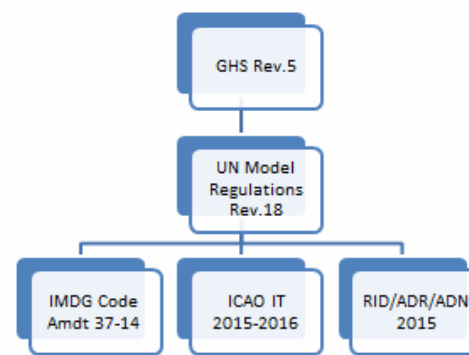 GHS Rev.5
UN Model
Regulations
Rev.18
IMDG Code
Amdt 37-14
ICAO IT
2015-2016
RID/ADR/ADN
2015